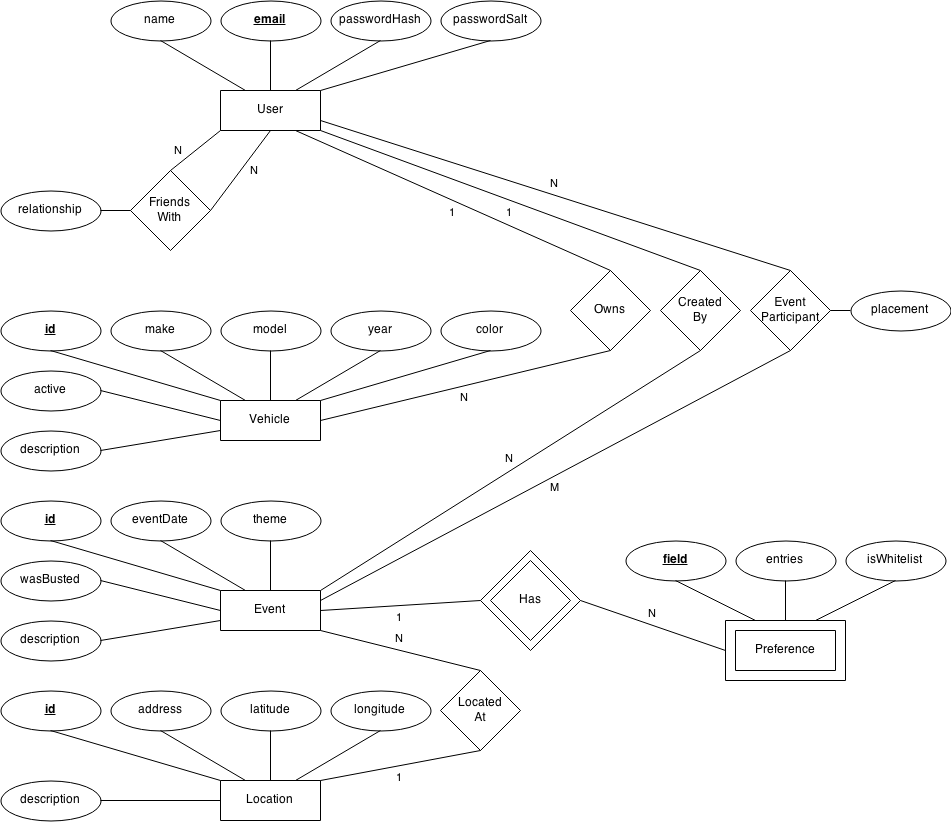 name
email
passwordHash
passwordSalt
User
N
N
N
Friends
With
relationship
1
1
Owns
Created
By
Event
Participant
placement
id
make
model
year
color
active
N
Vehicle
description
N
M
id
eventDate
theme
field
entries
isWhitelist
wasBusted
Event
Has
1
N
description
N
Preference
id
address
latitude
longitude
Located
At
1
description
Location